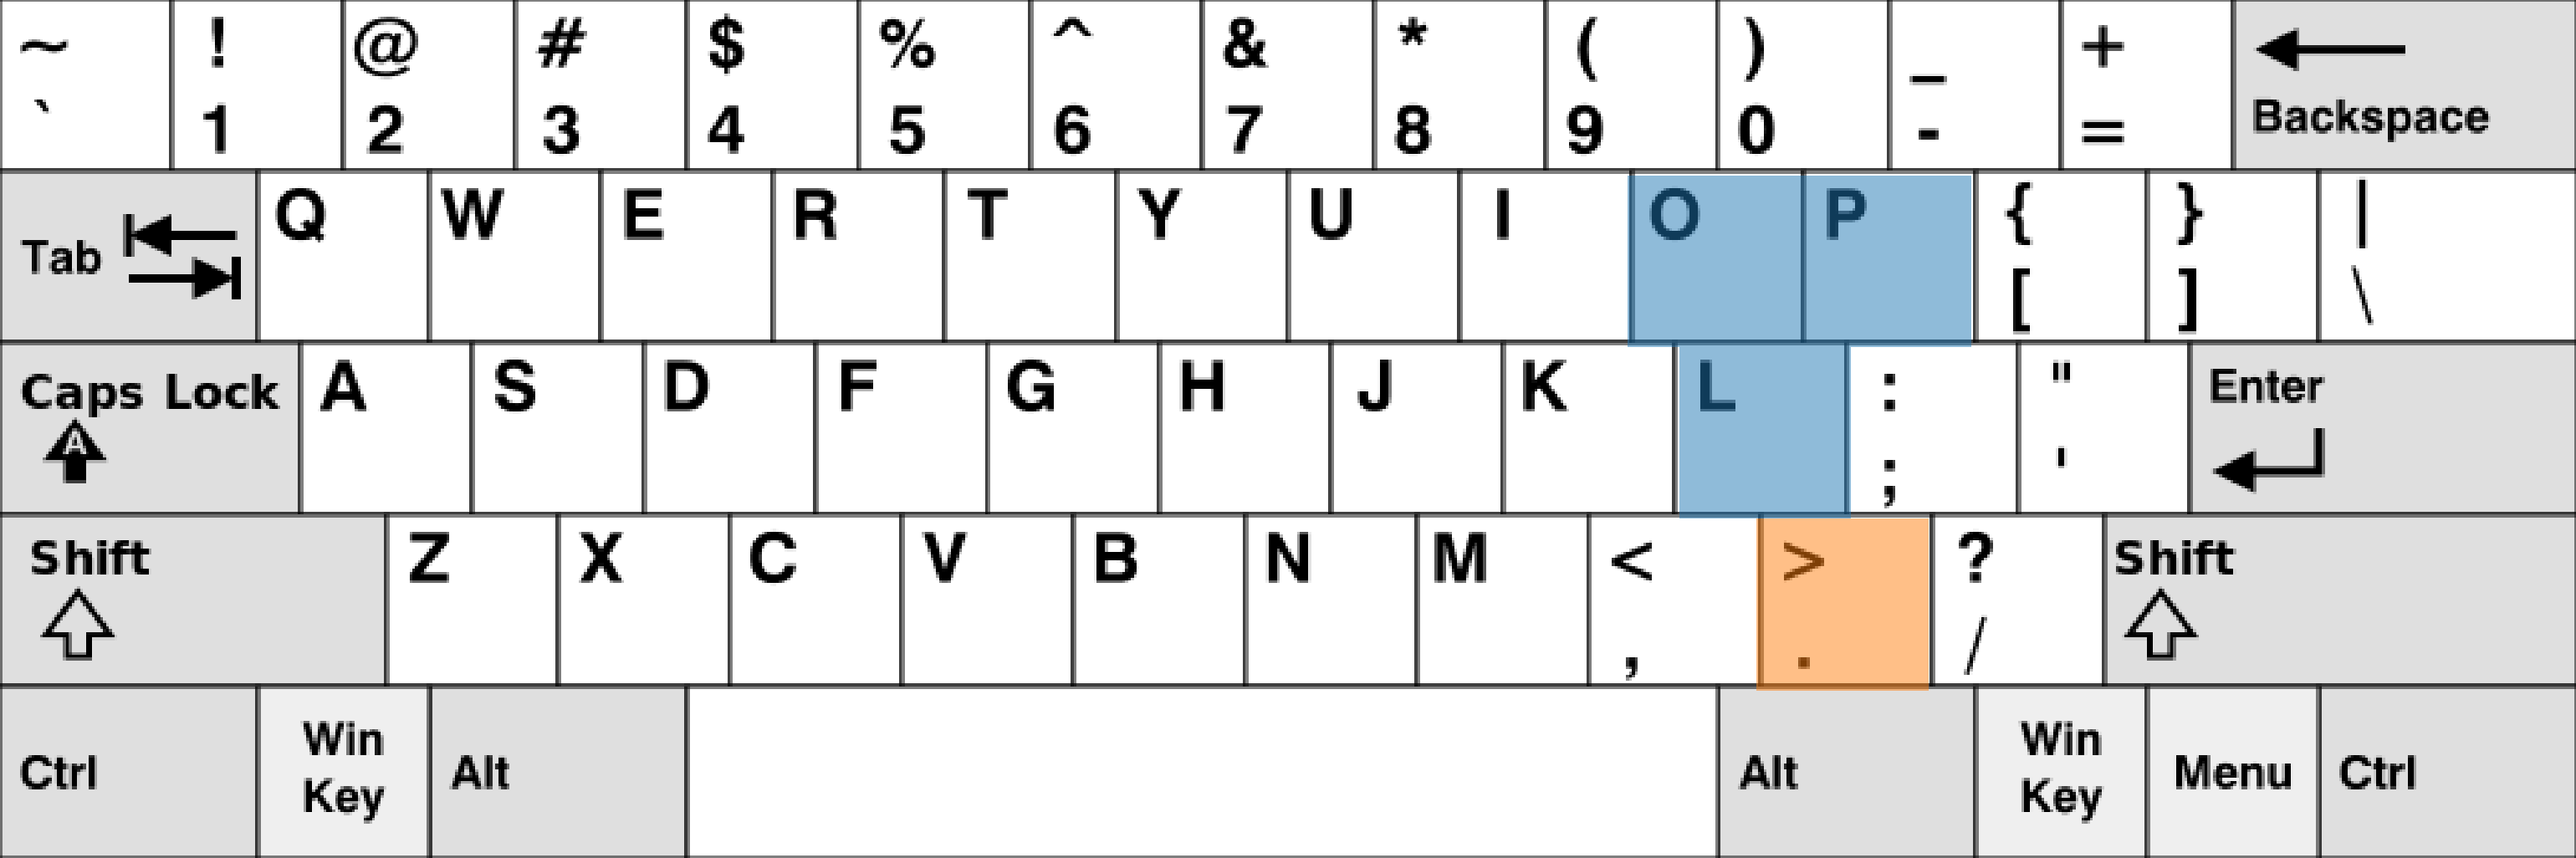 ~ ! @ # $ % ^ & * ( ) _ +
` 1 2 3 4 5 6 7 8 9 0 - = Backspace
Tab Q W E R T Y U I O P { } |
[ ] \
Caps Lock A S D F G H J K L : " Enter
A ; '
Shift Z X C V B N M < > ? Shift
, . /
Ctrl Win Key Alt Alt Win Key Menu Ctrl